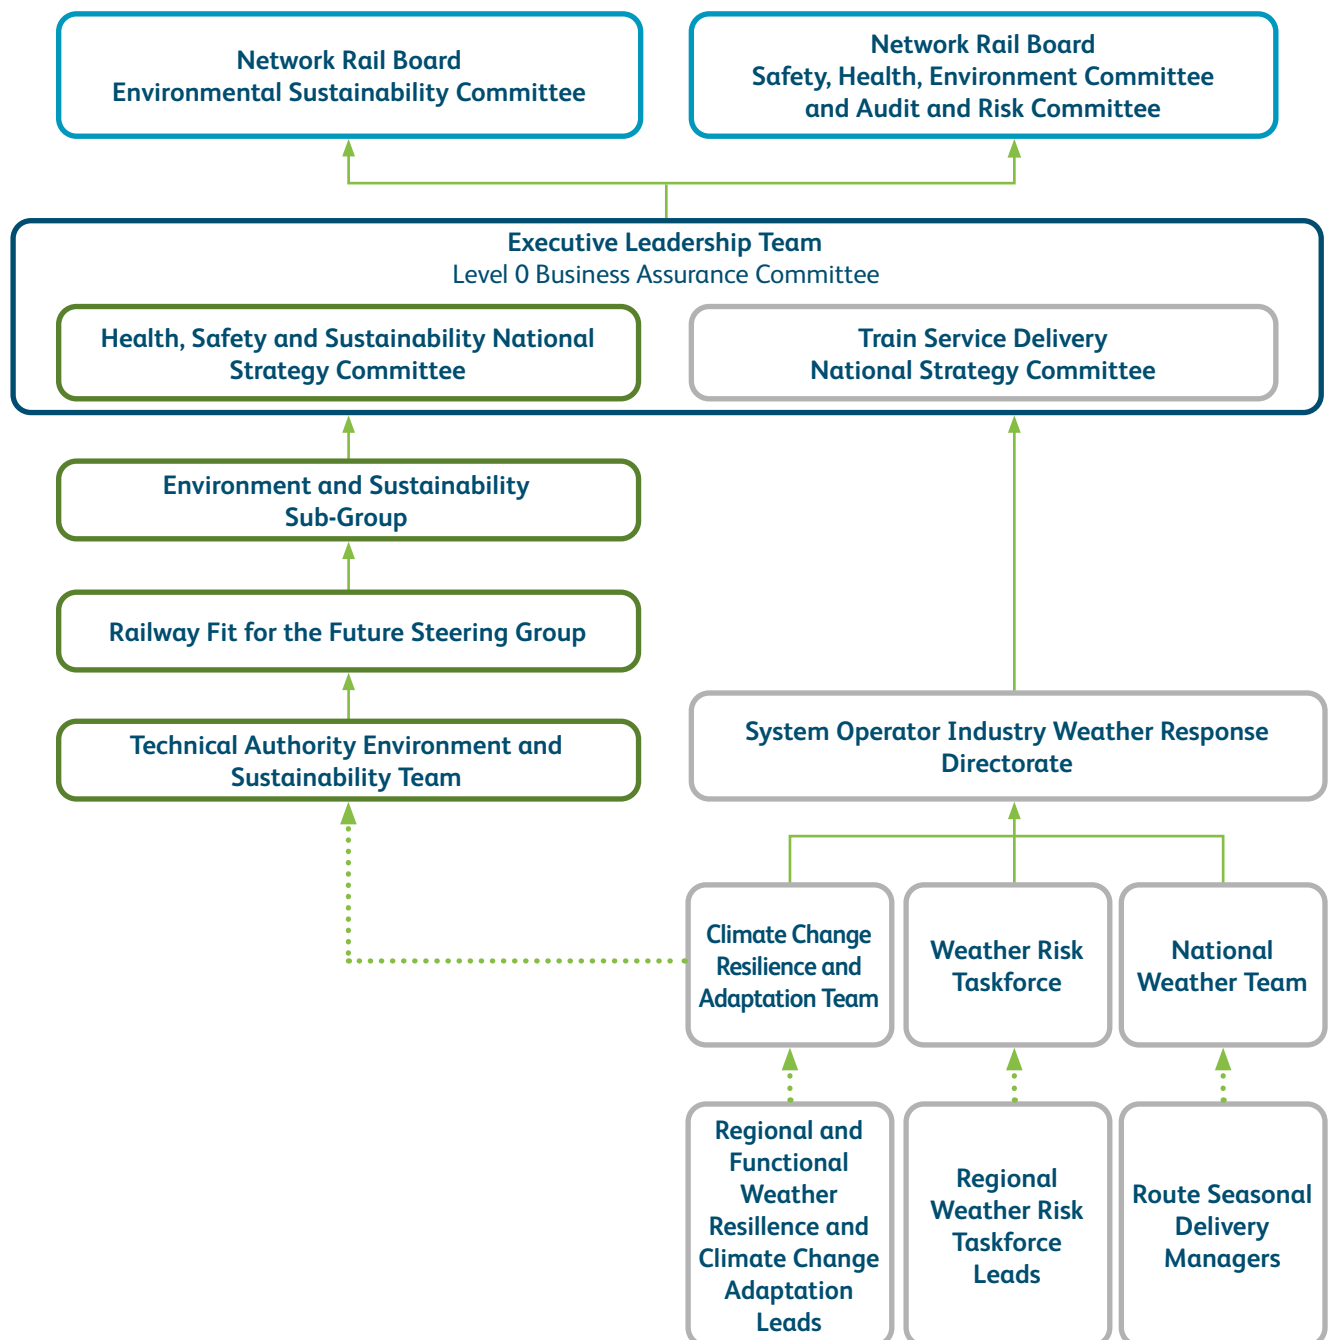 Network Rail Board
Environmental Sustainability Committee
Network Rail Board
Safety, Health, Environment Committee
and Audit and Risk Committee
Executive Leadership Team
Level 0 Business Assurance Committee
Health, Safety and Sustainability National
Strategy Committee
Train Service Delivery
National Strategy Committee
Environment and Sustainability
Sub-Group
Railway Fit for the Future Steering Group
Technical Authority Environment and
Sustainability Team
System Operator Industry Weather Response
Directorate
Climate Change
Resilience and
Adaptation Team
Weather Risk
Taskforce
National
Weather Team
Regional and
Functional
Weather
Resillence and
Climate Change
Adaptation
Leads
Regional
Weather Risk
Taskforce
Leads
Route Seasonal
Delivery
Managers